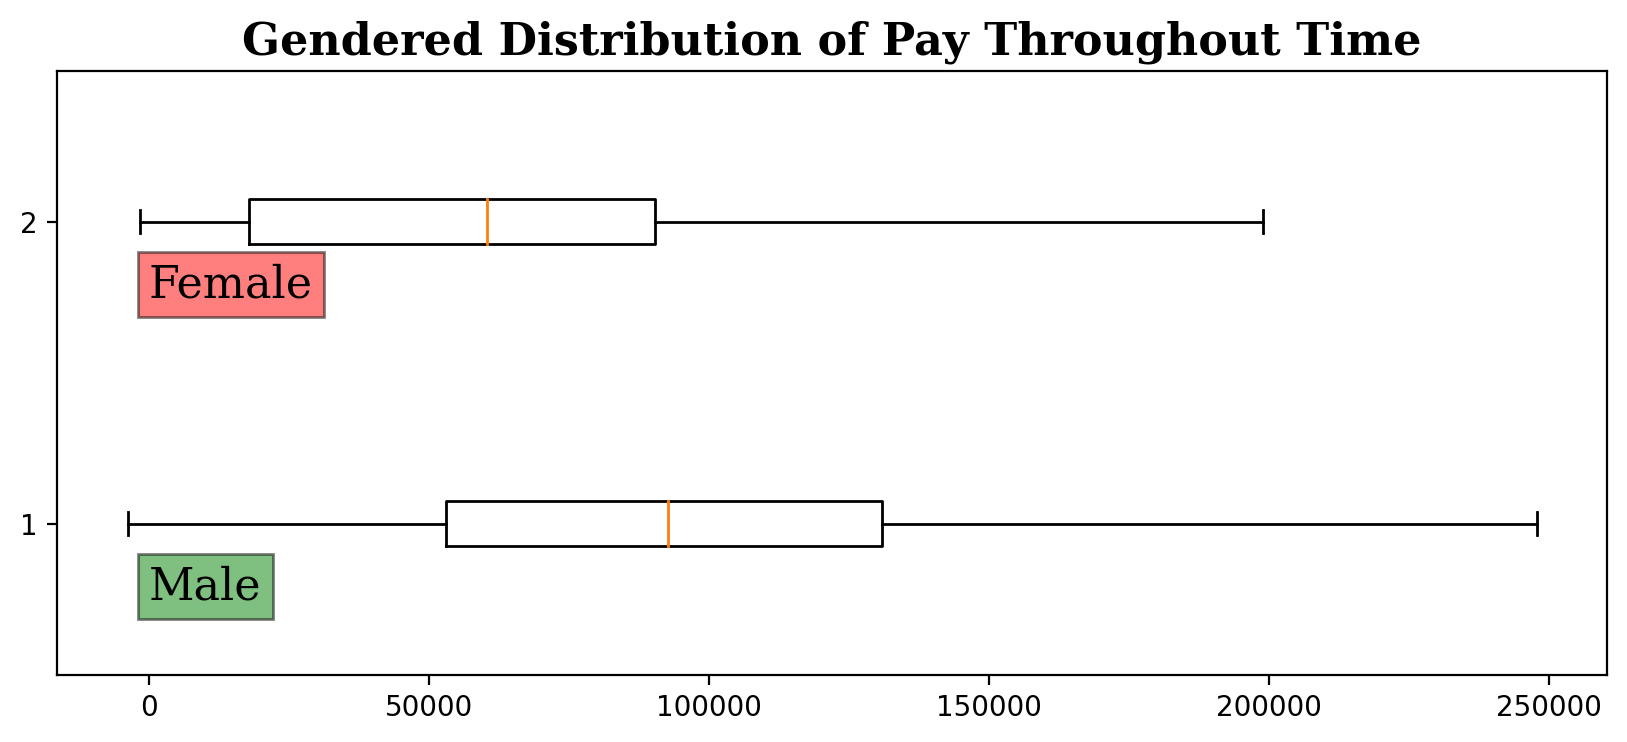 Gendered Distribution of Pay Throughout Time
2
Female
1
Male
0 50000 100000 150000 200000 250000